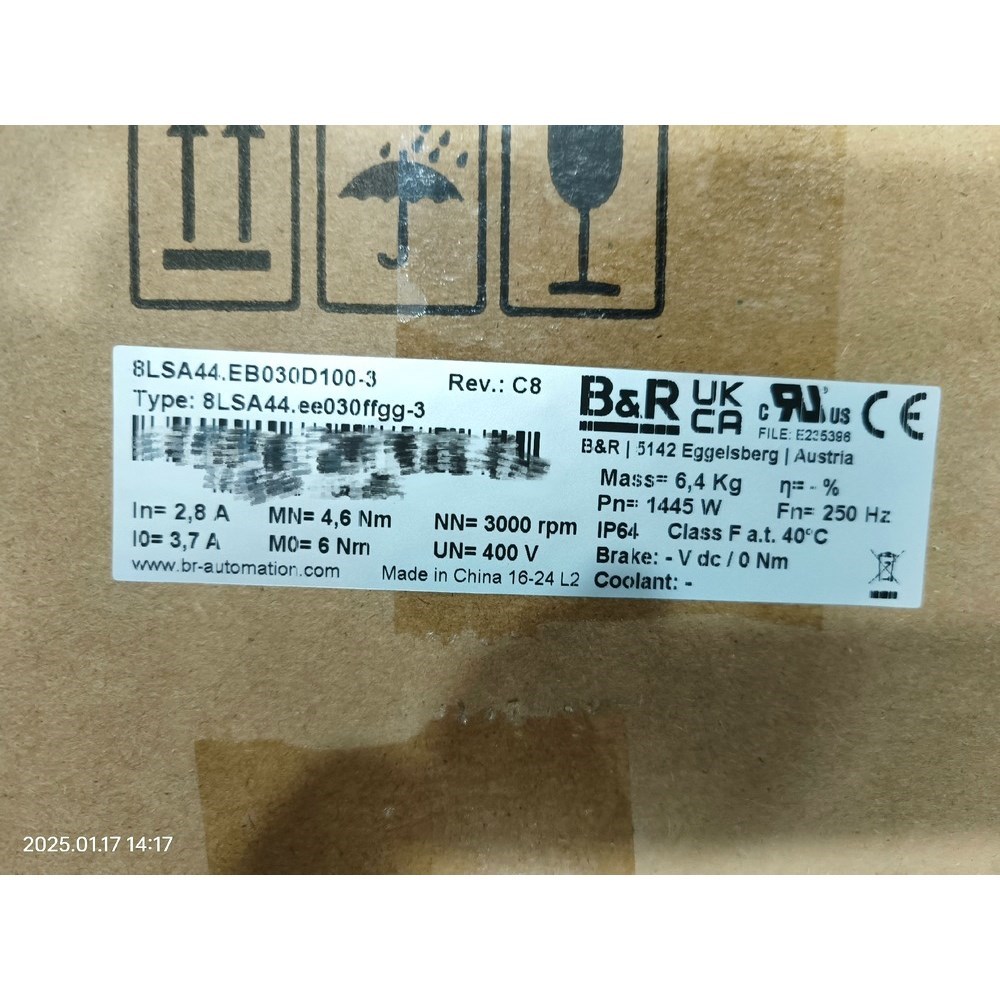 8LSA44.EB030D100-3
Rev.: C8
Type: 8LSA44.ee030ffgg-3
B&R
UK
CA
c
US
FILE: E235396
CE
B&R | 5142 Eggelsberg | Austria
Mass= 6,4 Kg
η= - %
Pn= 1445 W
Fn= 250 Hz
In= 2,8 A
MN= 4,6 Nm
NN= 3000 rpm
IP64
Class F a.t. 40°C
I0= 3,7 A
M0= 6 Nm
UN= 400 V
Brake: - V dc / 0 Nm
www.br-automation.com
Made in China 16-24 L2
Coolant: -
2025.01.17 14:17